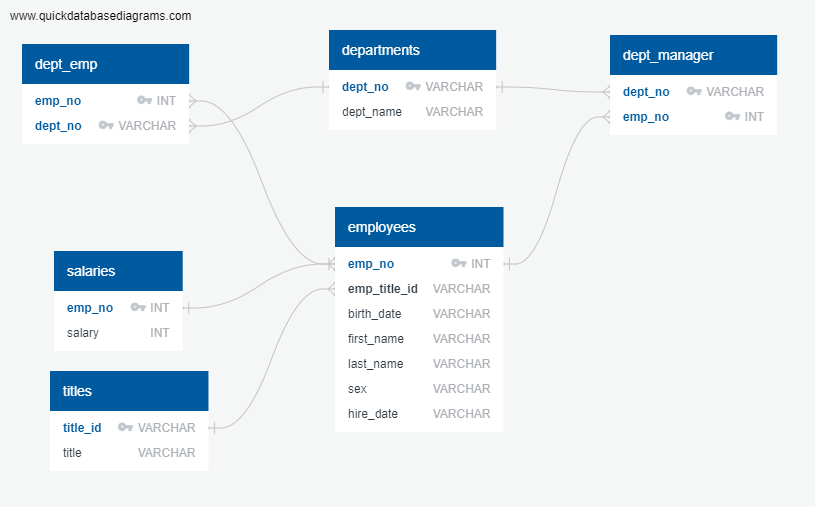 www.quickdatabasediagrams.com
dept_emp
emp_no INT
dept_no VARCHAR
departments
dept_no VARCHAR
dept_name VARCHAR
dept_manager
dept_no VARCHAR
emp_no INT
employees
emp_no INT
emp_title_id VARCHAR
birth_date VARCHAR
first_name VARCHAR
last_name VARCHAR
sex VARCHAR
hire_date VARCHAR
salaries
emp_no INT
salary INT
titles
title_id VARCHAR
title VARCHAR